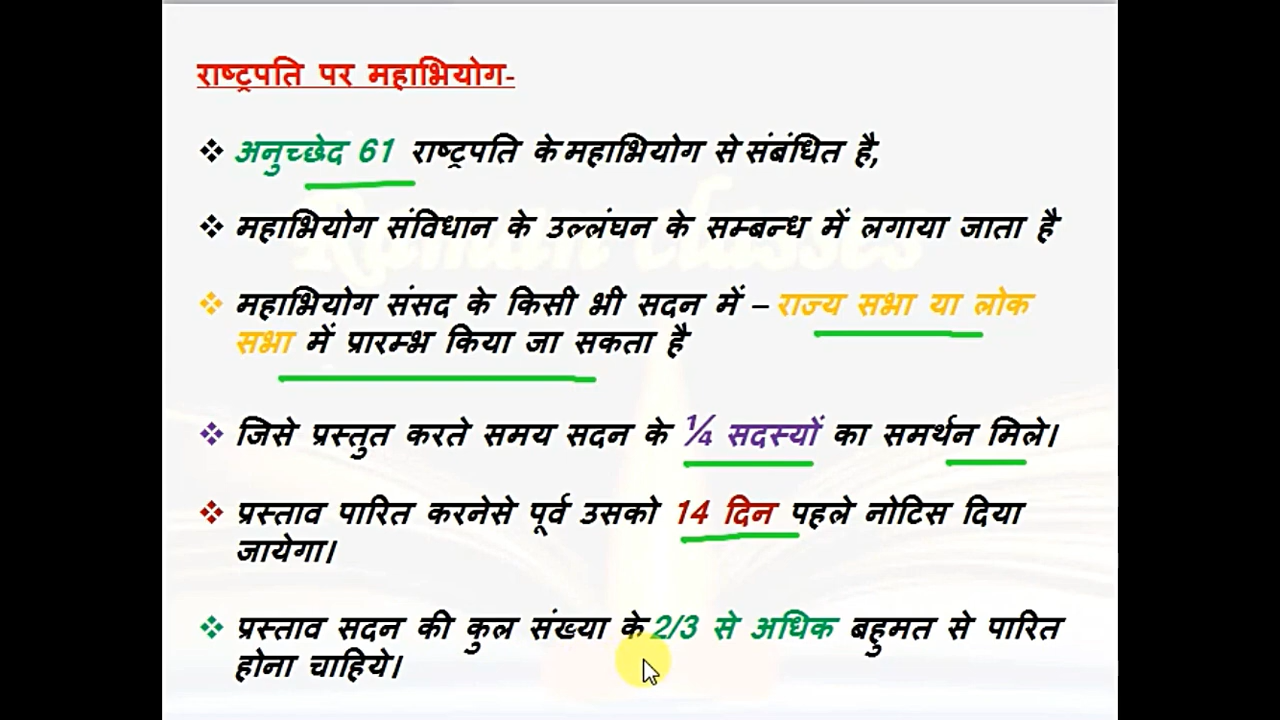 राष्ट्रपति पर महाभियोग-
❖ अनुच्छेद 61 राष्ट्रपति के महाभियोग से संबंधित है,
❖ महाभियोग संविधान के उल्लंघन के सम्बन्ध में लगाया जाता है
❖ महाभियोग संसद के किसी भी सदन में – राज्य सभा या लोक
सभा में प्रारम्भ किया जा सकता है
❖ जिसे प्रस्तुत करते समय सदन के ¼ सदस्यों का समर्थन मिले।
❖ प्रस्ताव पारित करनेसे पूर्व उसको 14 दिन पहले नोटिस दिया
जायेगा।
❖ प्रस्ताव सदन की कुल संख्या के 2/3 से अधिक बहुमत से पारित
होना चाहिये।